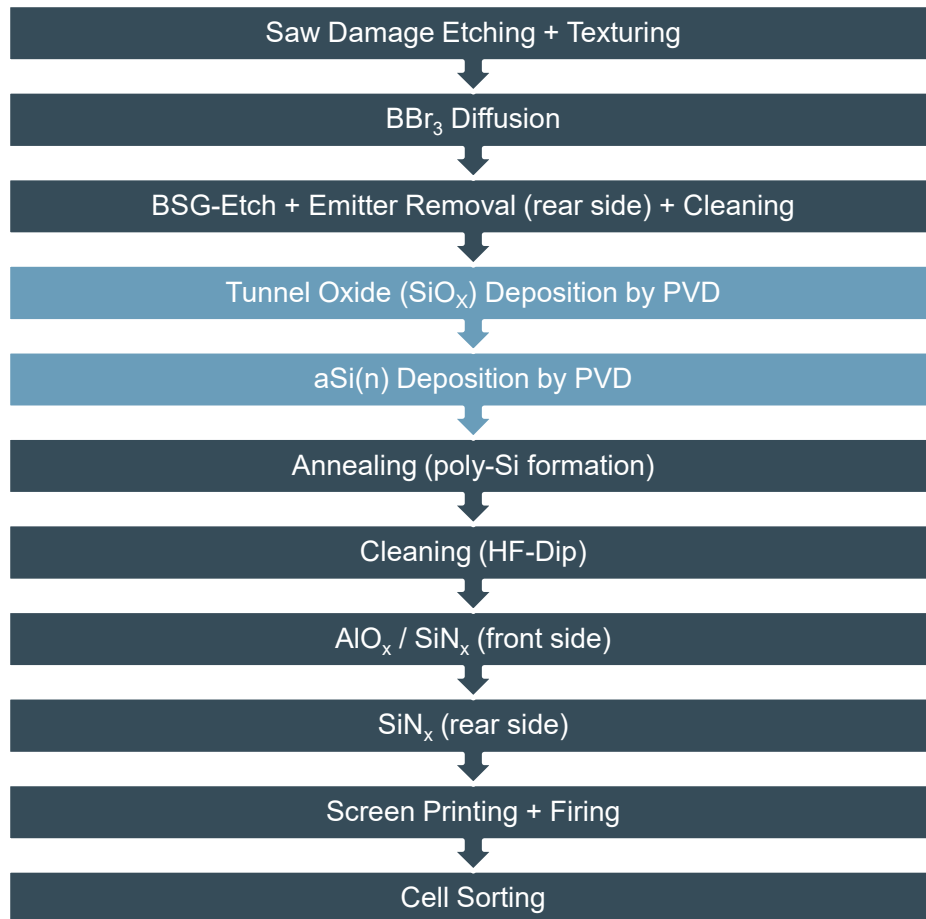 Saw Damage Etching + Texturing
BBr₃ Diffusion
BSG-Etch + Emitter Removal (rear side) + Cleaning
Tunnel Oxide (SiOₓ) Deposition by PVD
aSi(n) Deposition by PVD
Annealing (poly-Si formation)
Cleaning (HF-Dip)
AlOₓ / SiNₓ (front side)
SiNₓ (rear side)
Screen Printing + Firing
Cell Sorting